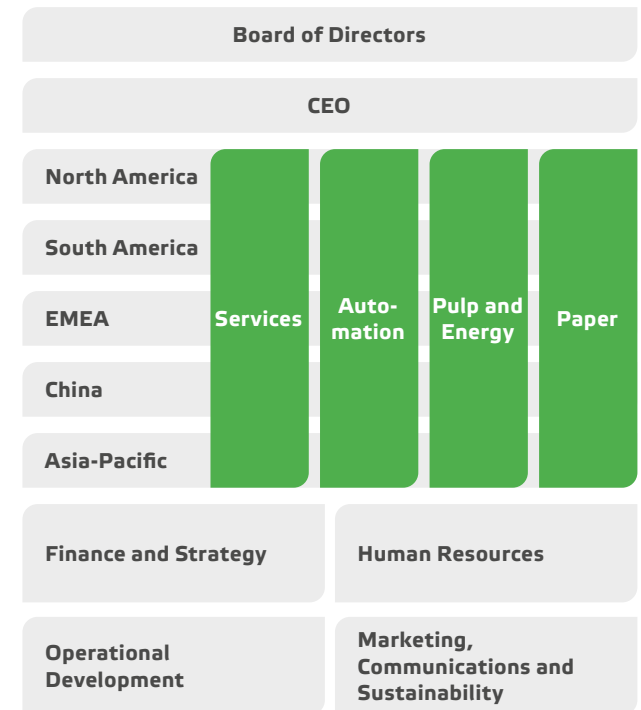 Board of Directors
CEO
North America
South America
EMEA
China
Asia-Pacific
Services
Auto-
mation
Pulp and
Energy
Paper
Finance and Strategy
Human Resources
Operational
Development
Marketing,
Communications and
Sustainability